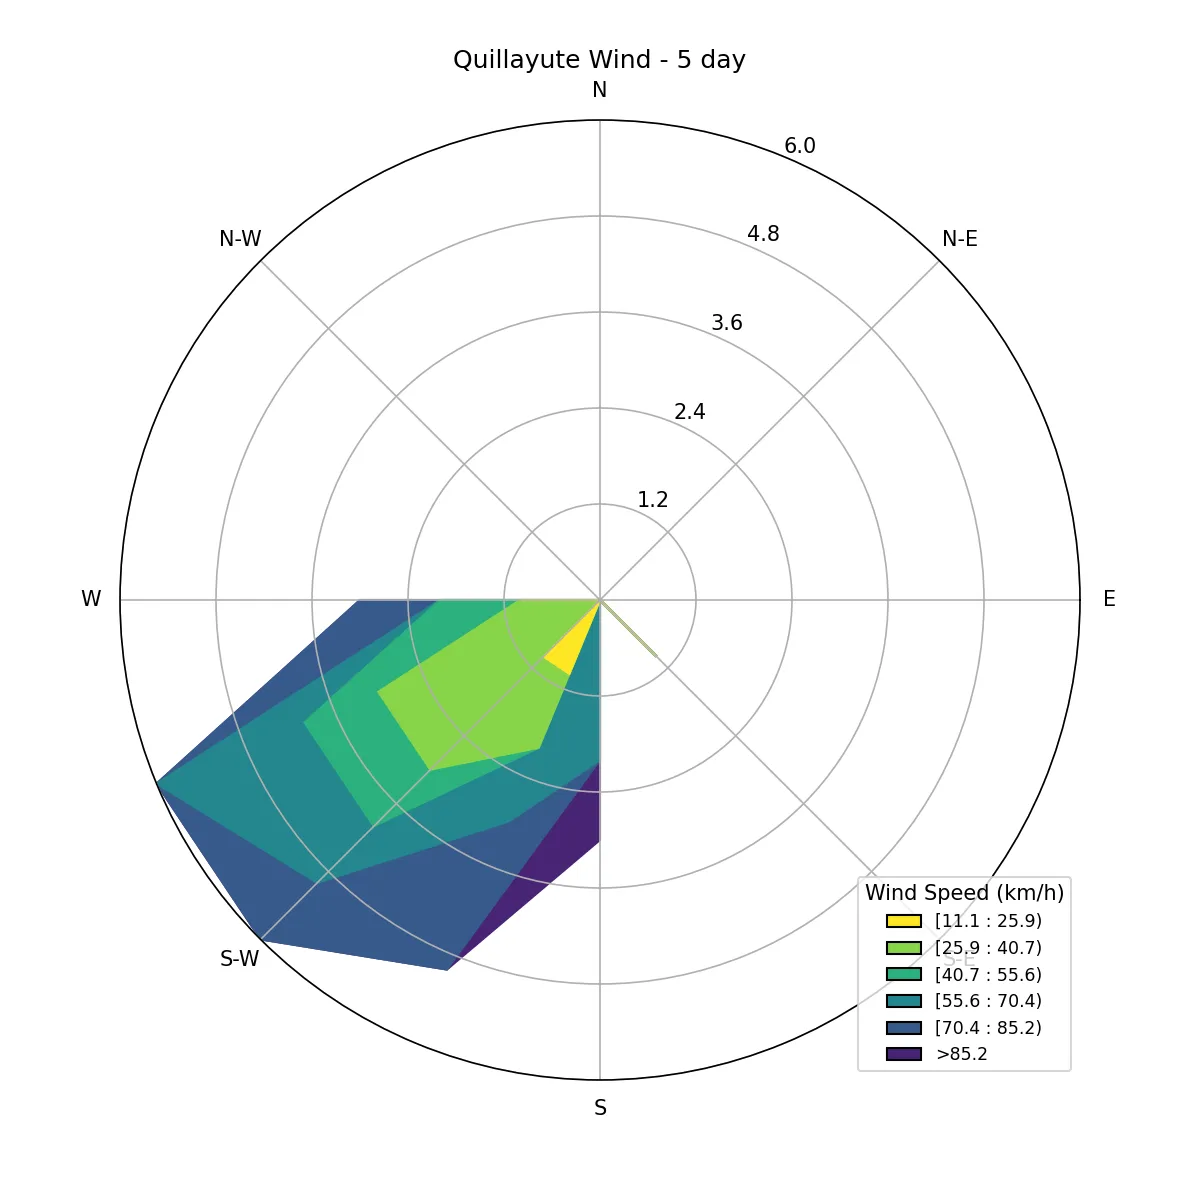 Quillayute Wind - 5 day
N
6.0
N-W
4.8
N-E
3.6
2.4
1.2
W
E
S-W
S-E
S
Wind Speed (km/h)
[11.1 : 25.9)
[25.9 : 40.7)
[40.7 : 55.6)
[55.6 : 70.4)
[70.4 : 85.2)
>85.2